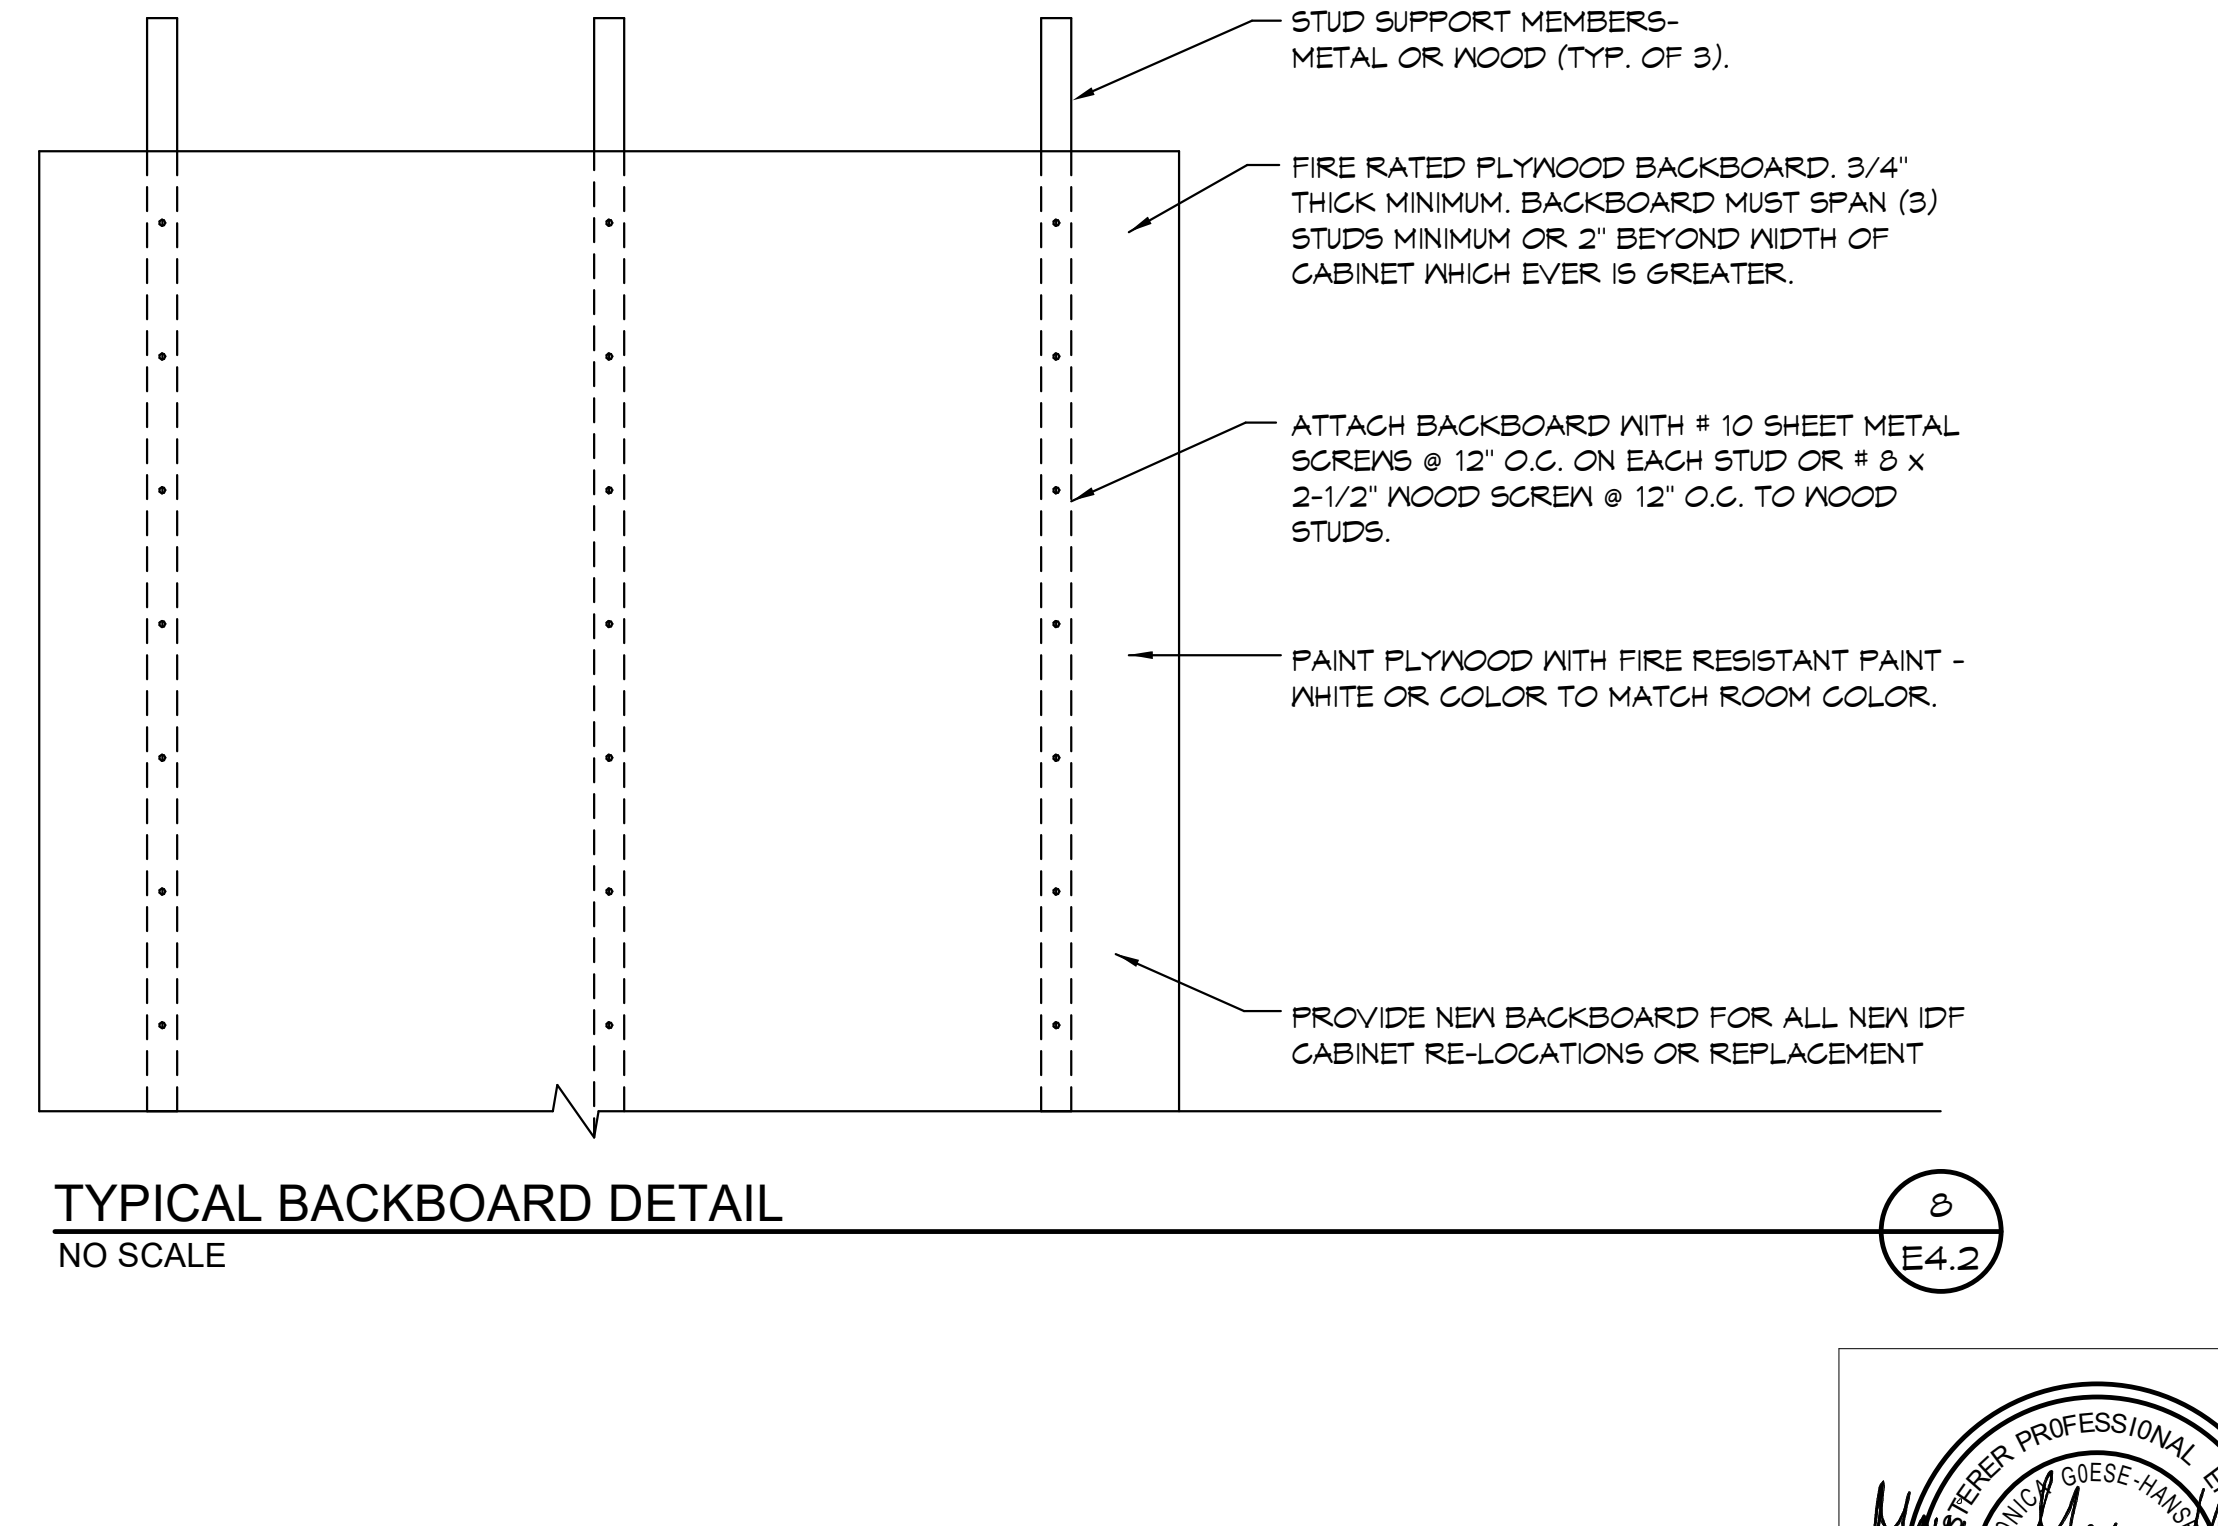 STUD SUPPORT MEMBERS-
METAL OR WOOD (TYP. OF 3).
FIRE RATED PLYWOOD BACKBOARD. 3/4"
THICK MINIMUM. BACKBOARD MUST SPAN (3)
STUDS MINIMUM OR 2" BEYOND WIDTH OF
CABINET WHICH EVER IS GREATER.
ATTACH BACKBOARD WITH # 10 SHEET METAL
SCREWS @ 12" O.C. ON EACH STUD OR # 8 X
2-1/2" WOOD SCREW @ 12" O.C. TO WOOD
STUDS.
PAINT PLYWOOD WITH FIRE RESISTANT PAINT -
WHITE OR COLOR TO MATCH ROOM COLOR.
PROVIDE NEW BACKBOARD FOR ALL NEW IDF
CABINET RE-LOCATIONS OR REPLACEMENT
TYPICAL BACKBOARD DETAIL
NO SCALE
8
E4.2
PROFESSIONAL
GOESE-HANS